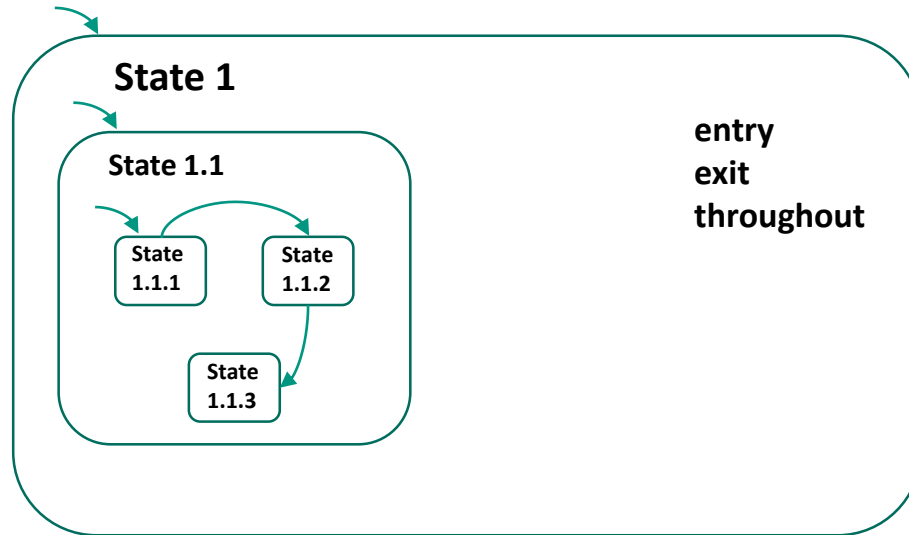 State 1
entry
exit
throughout
State 1.1
State
1.1.1
State
1.1.2
State
1.1.3